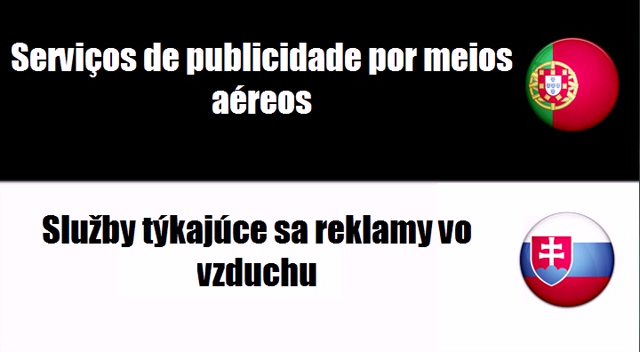 Serviços de publicidade por meios
aéreos
Služby týkajúce sa reklamy vo
vzduchu